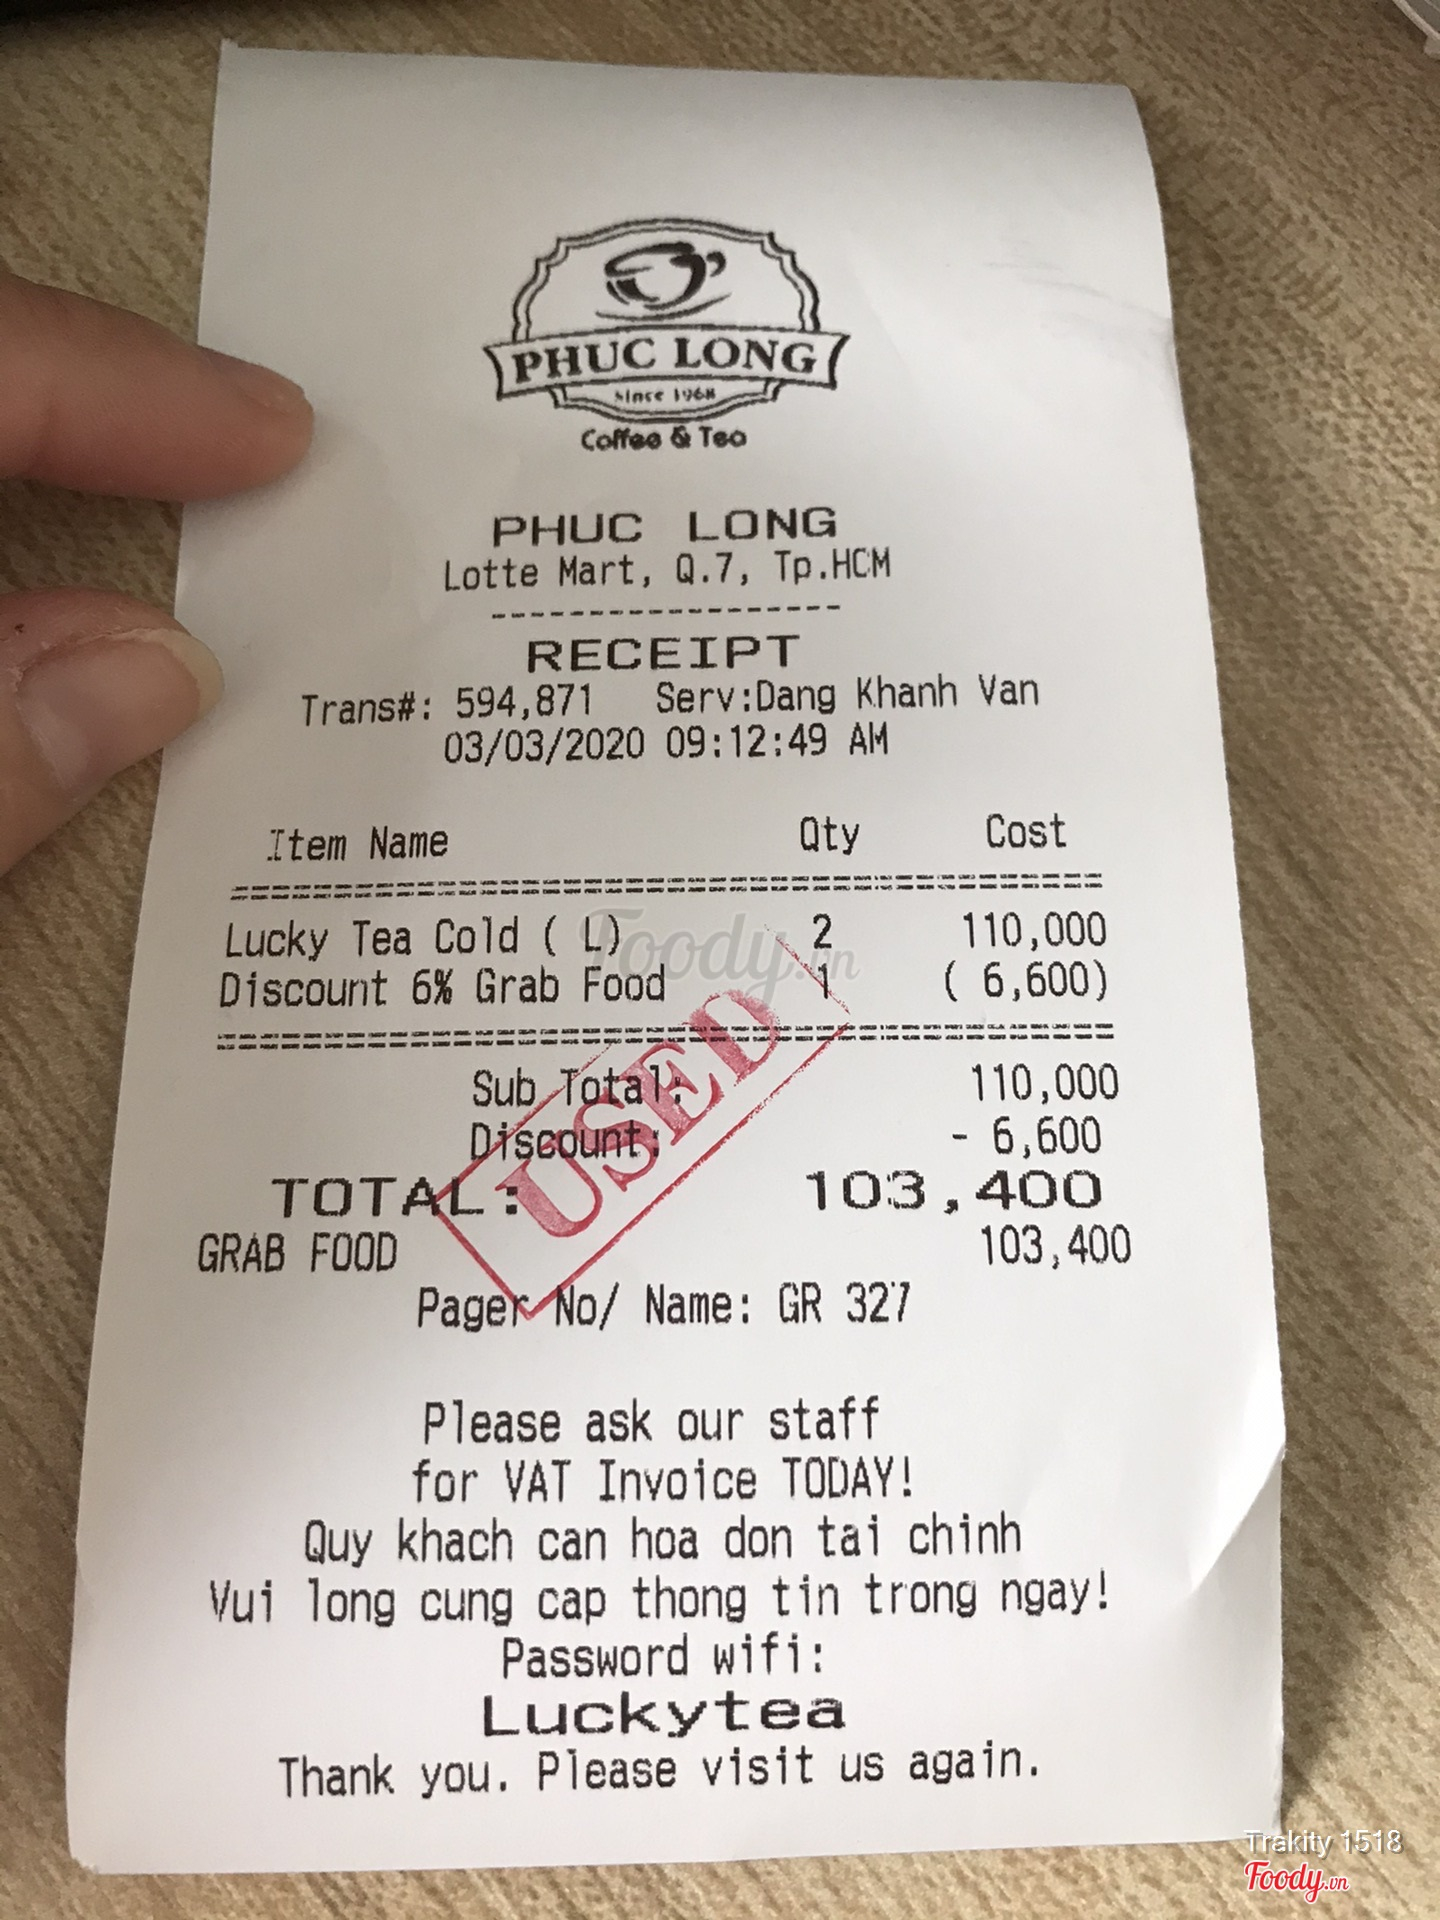 PHUC LONG
Since 1968
Coffee & Tea
PHUC LONG
Lotte Mart, Q.7, Tp.HCM
------------------
RECEIPT
Trans#: 594,871 Serv:Dang Khanh Van
03/03/2020 09:12:49 AM
Item Name Qty Cost
Lucky Tea Cold ( L) 2 110,000
Foody.vn
Discount 6% Grab Food 1 ( 6,600)
USED
Sub Total: 110,000
Discount: - 6,600
TOTAL: 103,400
GRAB FOOD 103,400
Pager No/ Name: GR 327
Please ask our staff
for VAT Invoice TODAY!
Quy khach can hoa don tai chinh
Vui long cung cap thong tin trong ngay!
Password wifi:
Luckytea
Thank you. Please visit us again.
Trakity 1518
Foody.vn